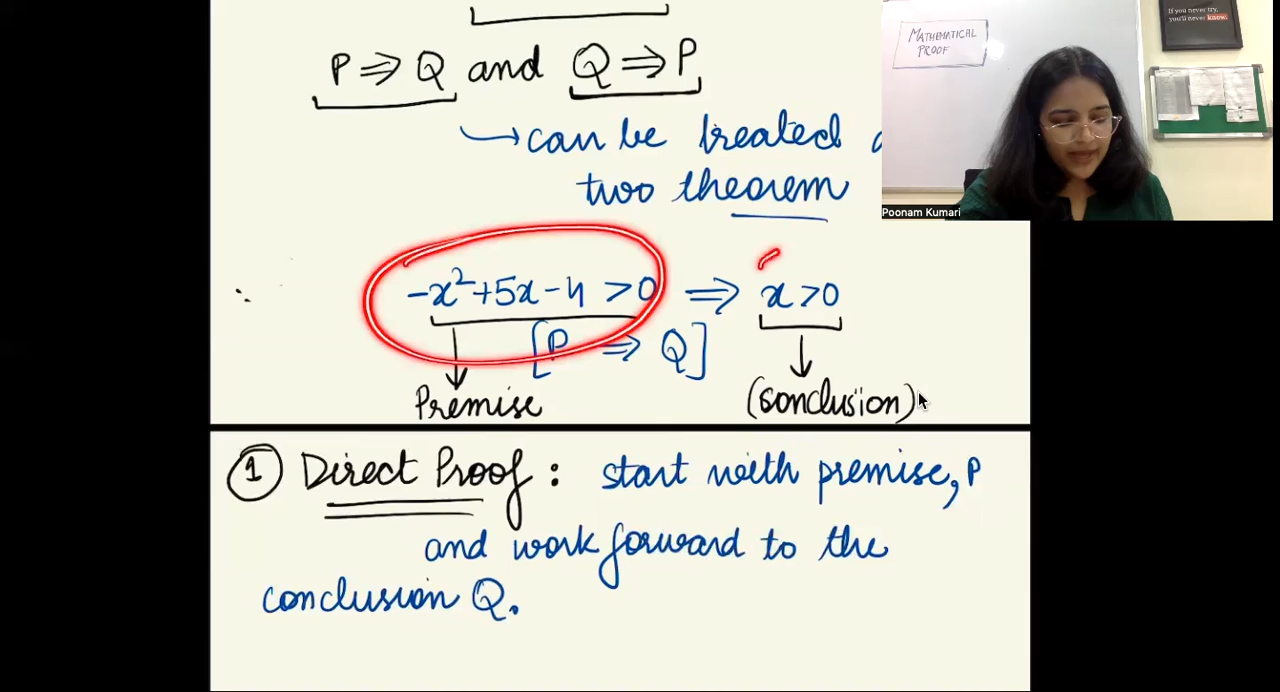 P ⇒ Q and Q ⇒ P
→ can be treated
two theorem
-x²+5x-4 >0 ⇒ x>0
[P ⇒ Q]
Premise
(conclusion)
① Direct Proof : start with premise, P
and work forward to the
conclusion Q.
MATHEMATICAL
PROOF
If you never try,
you'll never know.
Poonam Kumari